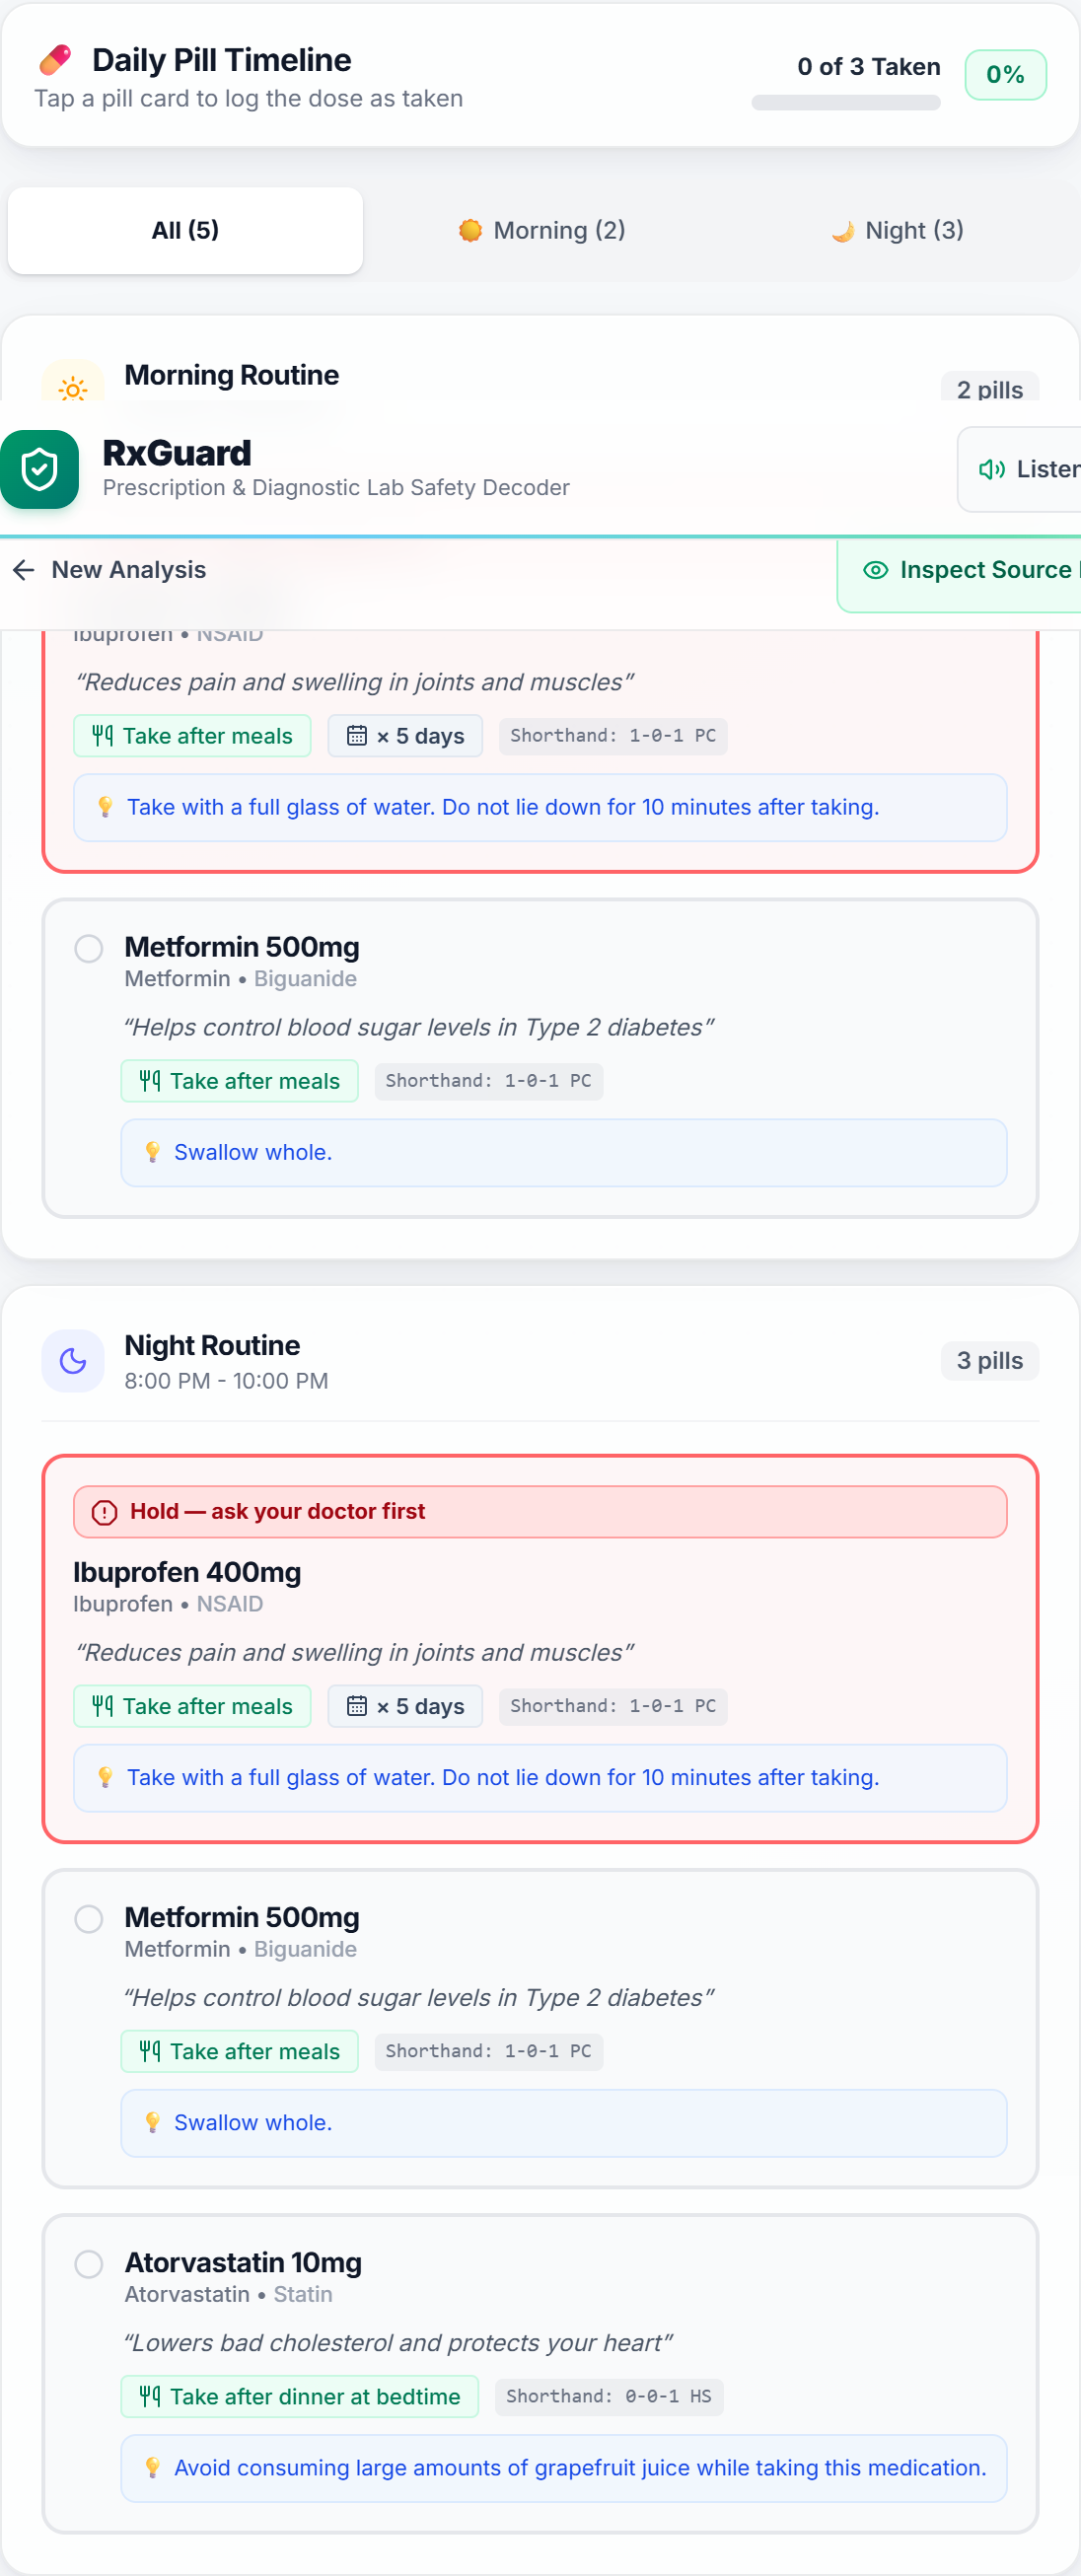 Daily Pill Timeline
Tap a pill card to log the dose as taken
0 of 3 Taken
0%
All (5)
Morning (2)
Night (3)
Morning Routine
2 pills
RxGuard
Prescription & Diagnostic Lab Safety Decoder
Listen
New Analysis
Inspect Source
Ibuprofen • NSAID
“Reduces pain and swelling in joints and muscles”
Take after meals
× 5 days
Shorthand: 1-0-1 PC
Take with a full glass of water. Do not lie down for 10 minutes after taking.
Metformin 500mg
Metformin • Biguanide
“Helps control blood sugar levels in Type 2 diabetes”
Take after meals
Shorthand: 1-0-1 PC
Swallow whole.
Night Routine
8:00 PM - 10:00 PM
3 pills
Hold — ask your doctor first
Ibuprofen 400mg
Ibuprofen • NSAID
“Reduces pain and swelling in joints and muscles”
Take after meals
× 5 days
Shorthand: 1-0-1 PC
Take with a full glass of water. Do not lie down for 10 minutes after taking.
Metformin 500mg
Metformin • Biguanide
“Helps control blood sugar levels in Type 2 diabetes”
Take after meals
Shorthand: 1-0-1 PC
Swallow whole.
Atorvastatin 10mg
Atorvastatin • Statin
“Lowers bad cholesterol and protects your heart”
Take after dinner at bedtime
Shorthand: 0-0-1 HS
Avoid consuming large amounts of grapefruit juice while taking this medication.